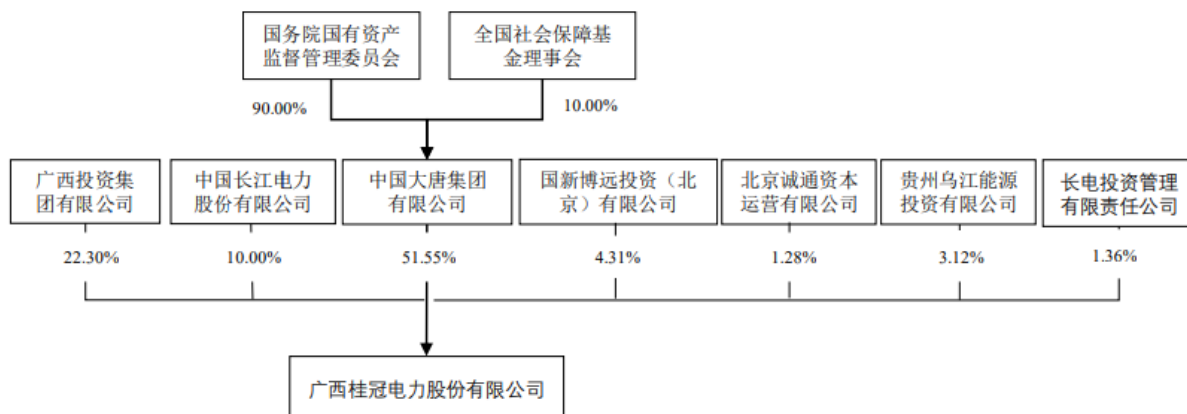 国务院国有资产
监督管理委员会
全国社会保障基
金理事会
90.00%
10.00%
广西投资集
团有限公司
中国长江电力
股份有限公司
中国大唐集团
有限公司
国新博远投资（北
京）有限公司
北京诚通资本
运营有限公司
贵州乌江能源
投资有限公司
长电投资管理
有限责任公司
22.30%
10.00%
51.55%
4.31%
1.28%
3.12%
1.36%
广西桂冠电力股份有限公司